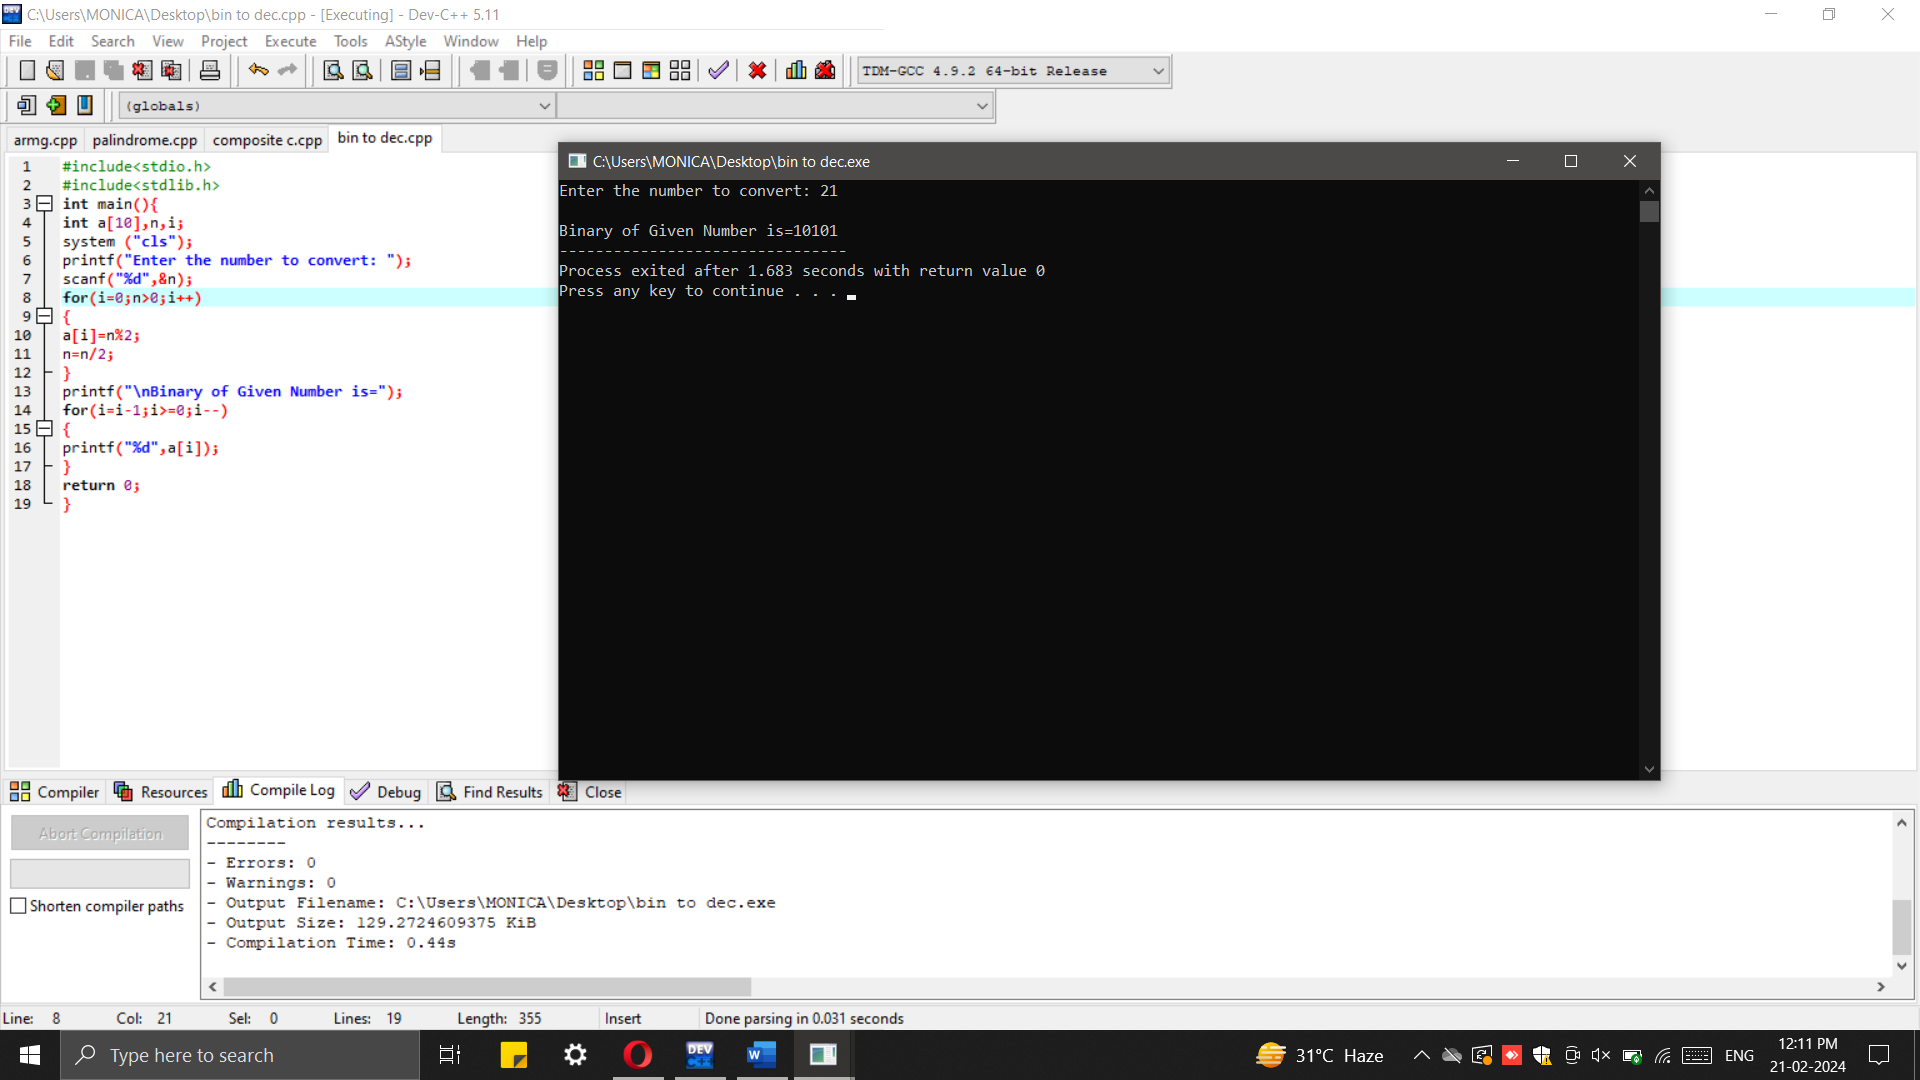 C:\Users\MONICA\Desktop\bin to dec.cpp - [Executing] - Dev-C++ 5.11
File Edit Search View Project Execute Tools AStyle Window Help
TDM-GCC 4.9.2 64-bit Release
(globals)
armg.cpp palindrome.cpp composite c.cpp bin to dec.cpp
1 #include<stdio.h>
2 #include<stdlib.h>
3 int main(){
4 int a[10],n,i;
5 system ("cls");
6 printf("Enter the number to convert: ");
7 scanf("%d",&n);
8 for(i=0;n>0;i++)
9 {
10 a[i]=n%2;
11 n=n/2;
12 }
13 printf("\nBinary of Given Number is=");
14 for(i=i-1;i>=0;i--)
15 {
16 printf("%d",a[i]);
17 }
18 return 0;
19 }
C:\Users\MONICA\Desktop\bin to dec.exe
Enter the number to convert: 21
Binary of Given Number is=10101
--------------------------------
Process exited after 1.683 seconds with return value 0
Press any key to continue . . .
Compiler Resources Compile Log Debug Find Results Close
Abort Compilation
Shorten compiler paths
Compilation results...
--------
- Errors: 0
- Warnings: 0
- Output Filename: C:\Users\MONICA\Desktop\bin to dec.exe
- Output Size: 129.2724609375 KiB
- Compilation Time: 0.44s
Line: 8 Col: 21 Sel: 0 Lines: 19 Length: 355 Insert Done parsing in 0.031 seconds
Type here to search
DEV
W
31°C Haze
ENG
12:11 PM
21-02-2024